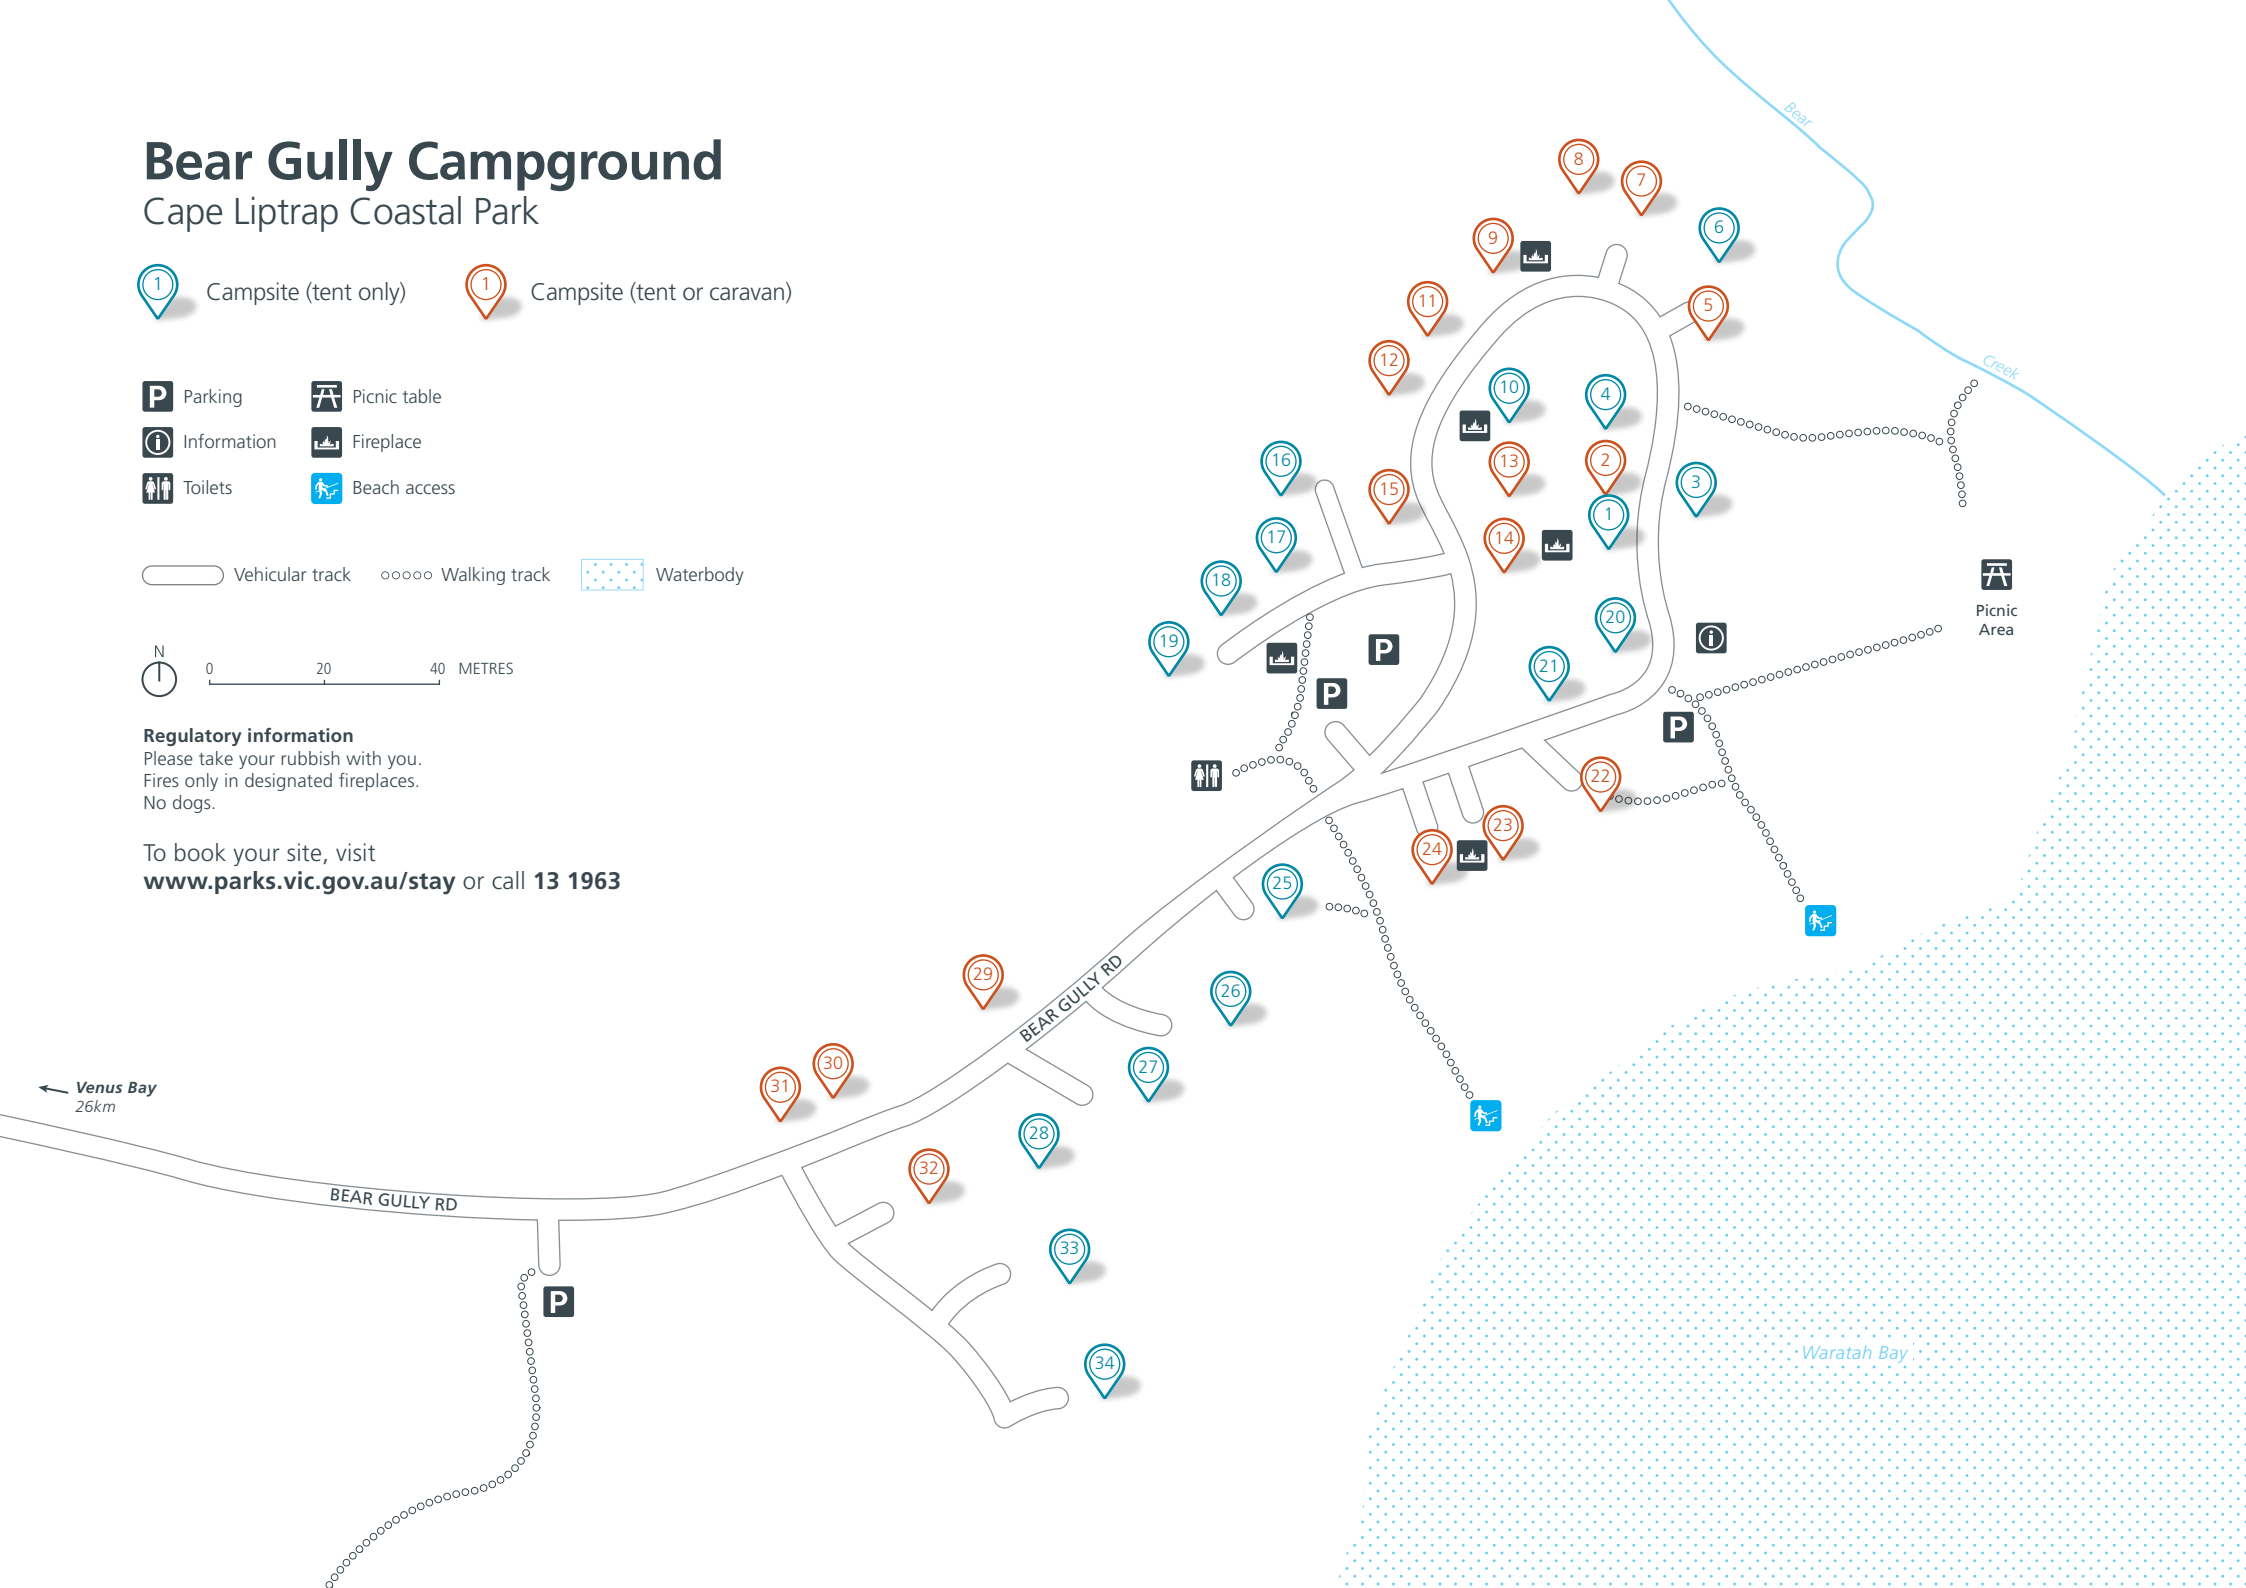 Bear Gully Campground
Cape Liptrap Coastal Park
1 Campsite (tent only)
1 Campsite (tent or caravan)
P Parking
Picnic table
Information
Fireplace
Toilets
Beach access
Vehicular track
Walking track
Waterbody
N
0 20 40 METRES
Regulatory information
Please take your rubbish with you.
Fires only in designated fireplaces.
No dogs.
To book your site, visit
www.parks.vic.gov.au/stay or call 13 1963
Bear
Creek
8
7
6
9
11
5
12
10
4
16
15
13
2
3
17
14
1
18
19
20
21
P
P
P
Picnic
Area
22
23
24
25
26
27
28
29
30
31
32
33
34
BEAR GULLY RD
Venus Bay
26km
BEAR GULLY RD
P
Waratah Bay